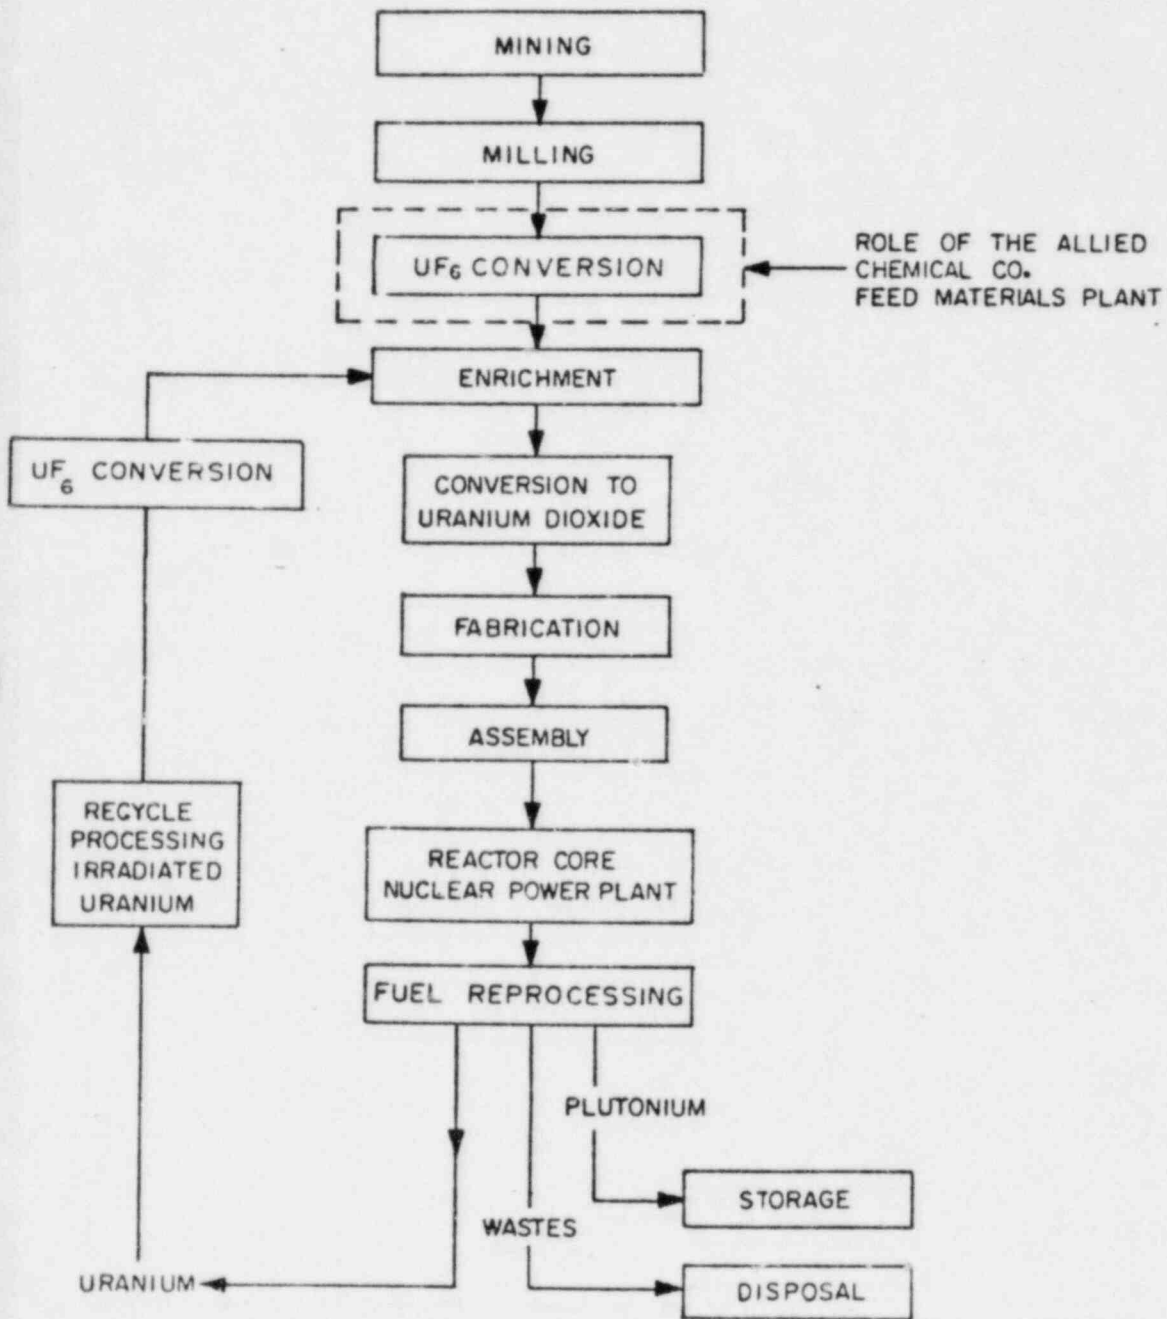 MINING
MILLING
UF₆ CONVERSION
ROLE OF THE ALLIED
CHEMICAL CO.
FEED MATERIALS PLANT
ENRICHMENT
UF₆ CONVERSION
CONVERSION TO
URANIUM DIOXIDE
FABRICATION
ASSEMBLY
RECYCLE
PROCESSING
IRRADIATED
URANIUM
REACTOR CORE
NUCLEAR POWER PLANT
FUEL REPROCESSING
PLUTONIUM
STORAGE
WASTES
URANIUM
DISPOSAL